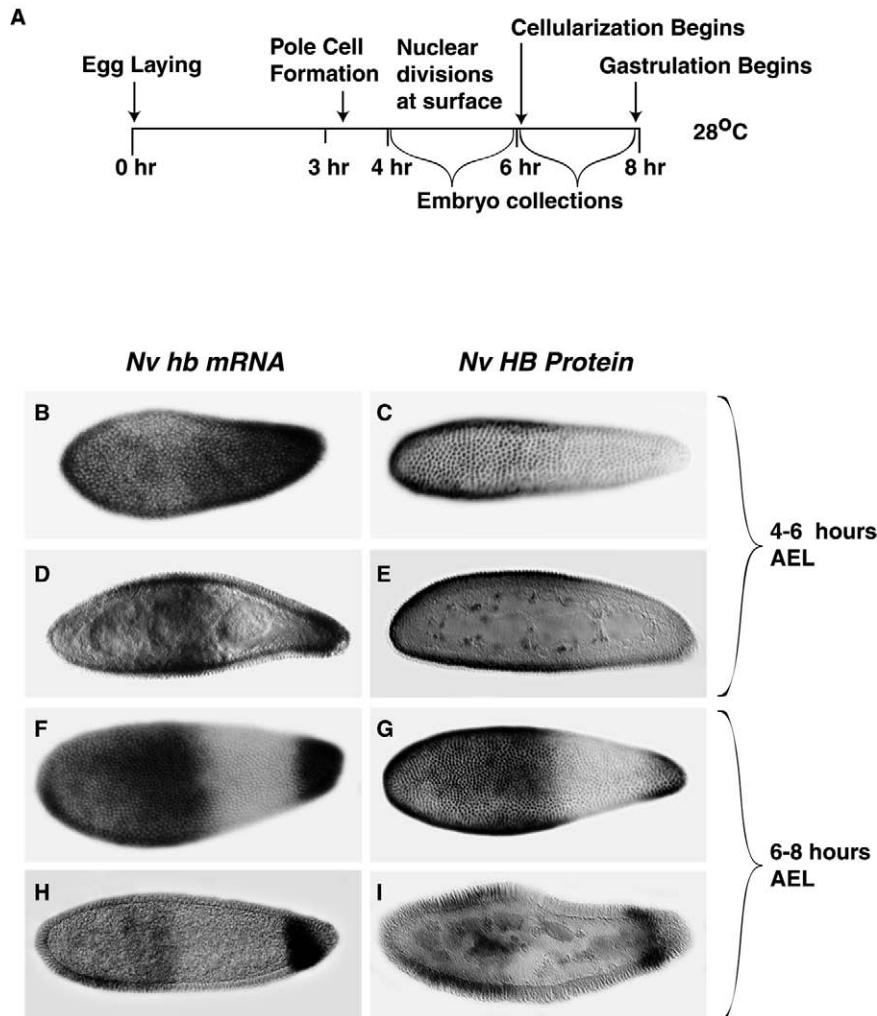 A
Egg Laying
Pole Cell
Formation
Nuclear
divisions
at surface
Cellularization Begins
Gastrulation Begins
28°C
0 hr
3 hr
4 hr
6 hr
8 hr
Embryo collections
Nv hb mRNA
Nv HB Protein
B
C
D
E
4-6 hours
AEL
F
G
H
I
6-8 hours
AEL